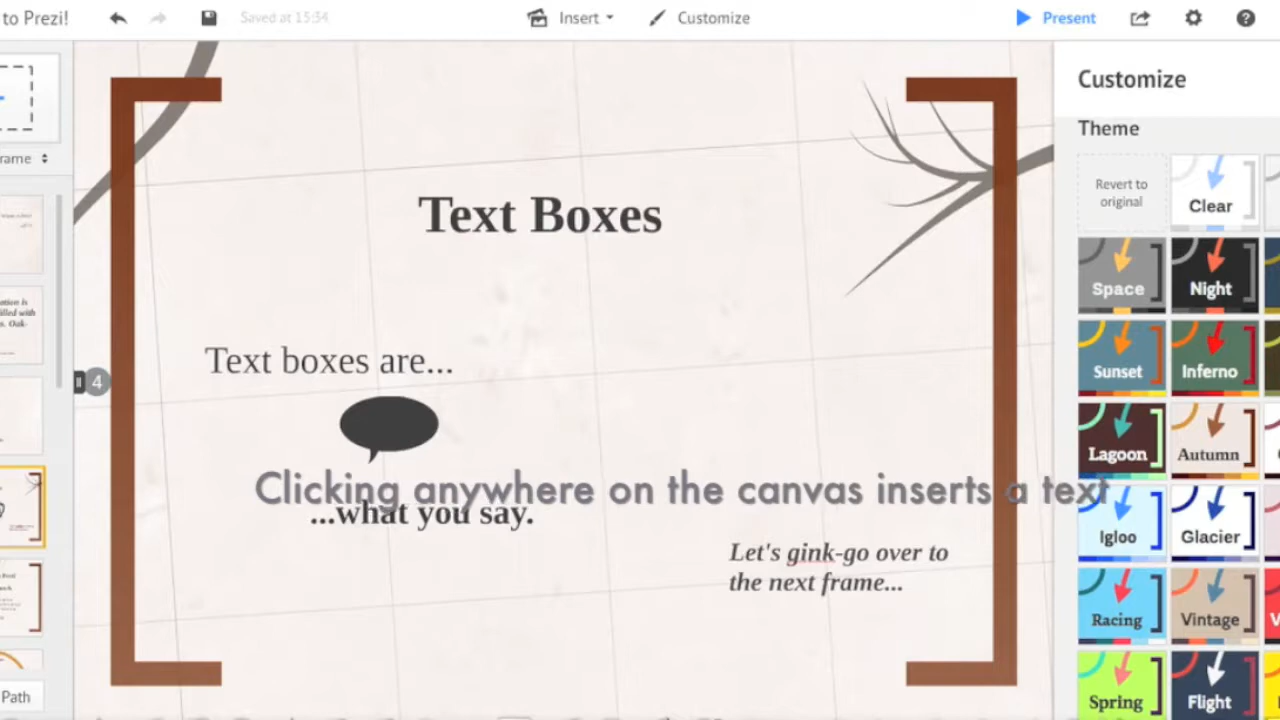 to Prezi!
Saved at 15:34
Insert
Customize
Present
Customize
Theme
Revert to
original
Clear
Space
Night
Sunset
Inferno
Lagoon
Autumn
Igloo
Glacier
Racing
Vintage
Spring
Flight
rame
4
Path
Text Boxes
Text boxes are...
Clicking anywhere on the canvas inserts a text
...what you say.
Let's gink-go over to
the next frame...